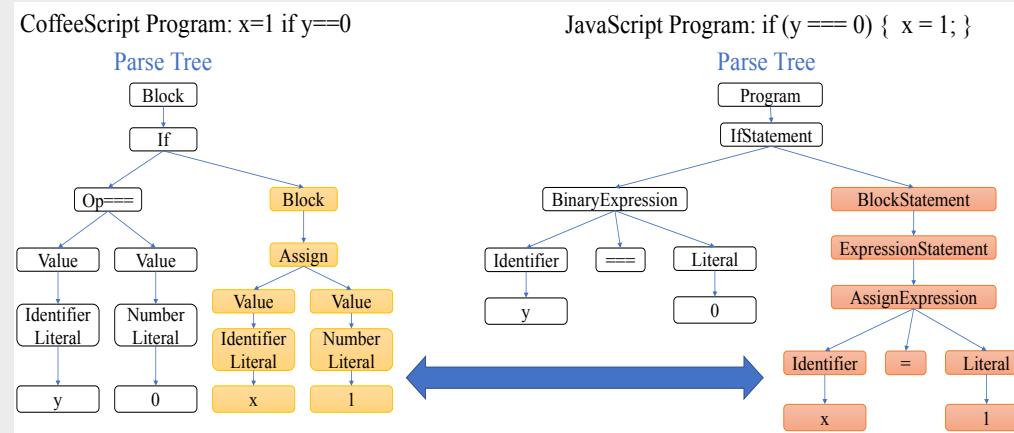 CoffeeScript Program: x=1 if y==0
JavaScript Program: if (y === 0) { x = 1; }
Parse Tree
Parse Tree
Block
Program
If
IfStatement
Op===
Block
BinaryExpression
BlockStatement
Value
Value
Assign
Identifier
===
Literal
ExpressionStatement
Identifier
Literal
Number
Literal
Value
Value
y
0
AssignExpression
Identifier
Literal
Number
Literal
Identifier
=
Literal
y
0
x
1
x
1